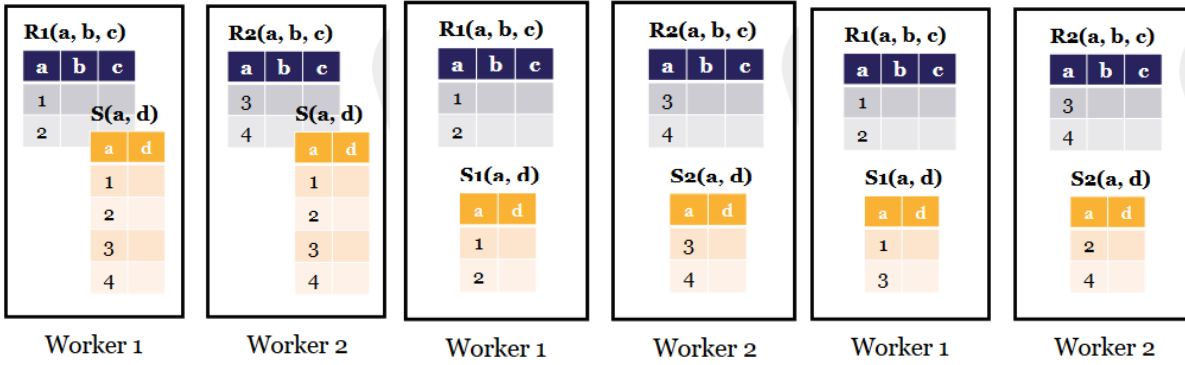 R1(a, b, c)
a b c
1
2
S(a, d)
a d
1
2
3
4
Worker 1
R2(a, b, c)
a b c
3
4
S(a, d)
a d
1
2
3
4
Worker 2
R1(a, b, c)
a b c
1
2
S1(a, d)
a d
1
2
Worker 1
R2(a, b, c)
a b c
3
4
S2(a, d)
a d
3
4
Worker 2
R1(a, b, c)
a b c
1
2
S1(a, d)
a d
1
3
Worker 1
R2(a, b, c)
a b c
3
4
S2(a, d)
a d
2
4
Worker 2